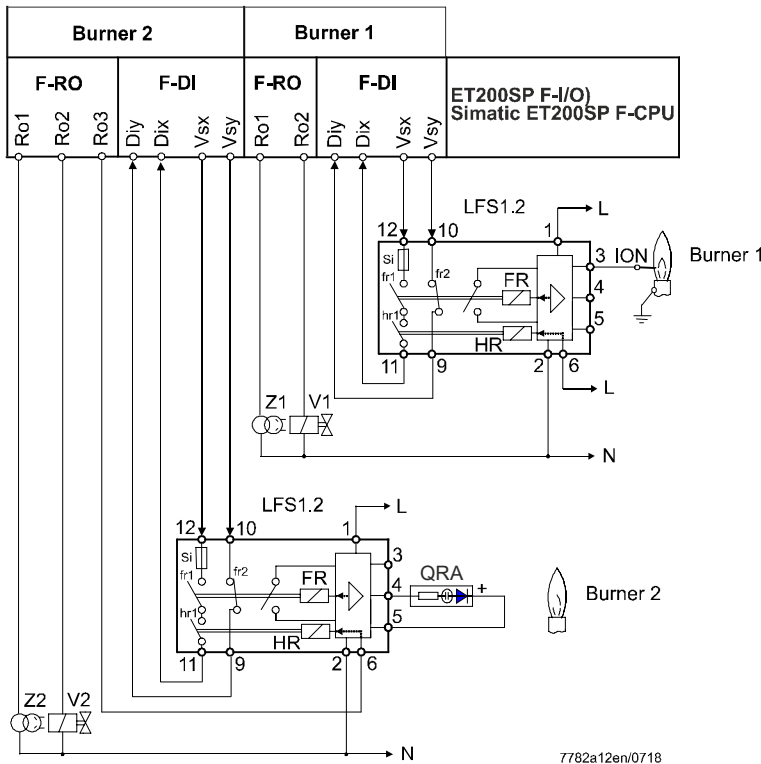 Burner 2
Burner 1
F-RO
F-DI
F-RO
F-DI
ET200SP F-I/O)
Simatic ET200SP F-CPU
Ro1
Ro2
Ro3
Diy
Dix
Vsx
Vsy
Ro1
Ro2
Diy
Dix
Vsx
Vsy
LFS1.2
L
12
10
1
3
ION
Burner 1
Si
fr1
fr2
FR
4
hr1
5
HR
11
9
2
6
L
Z1
V1
N
LFS1.2
L
12
10
1
3
Si
fr1
fr2
FR
4
QRA
+
Burner 2
hr1
5
HR
11
9
2
6
Z2
V2
N
7782a12en/0718